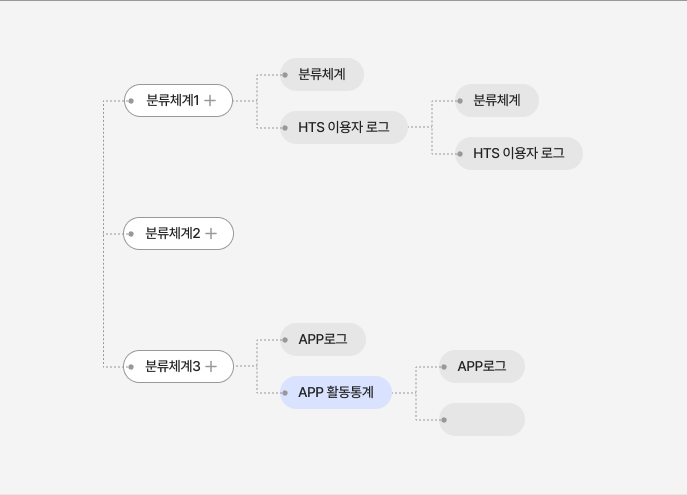 분류체계
분류체계1 +
분류체계
HTS 이용자 로그
HTS 이용자 로그
분류체계2 +
APP로그
분류체계3 +
APP로그
APP 활동통계